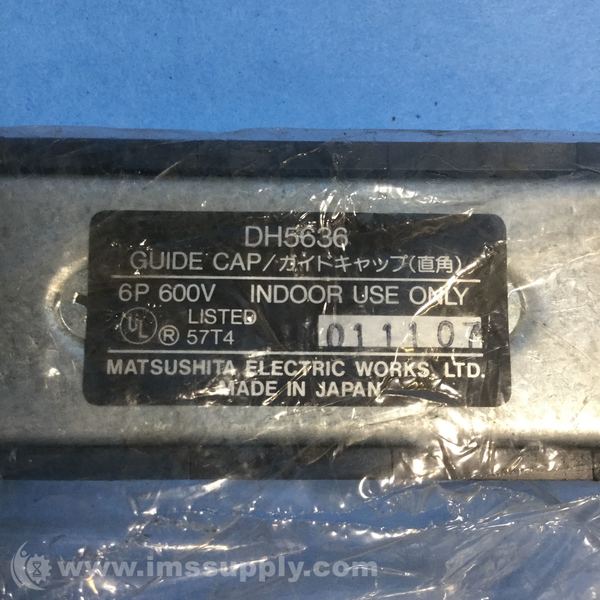 DH5636
GUIDE CAP/ガイドキャップ(直角)
6P 600V INDOOR USE ONLY
UL ® LISTED
57T4
011107
MATSUSHITA ELECTRIC WORKS, LTD.
MADE IN JAPAN
www.imssupply.com